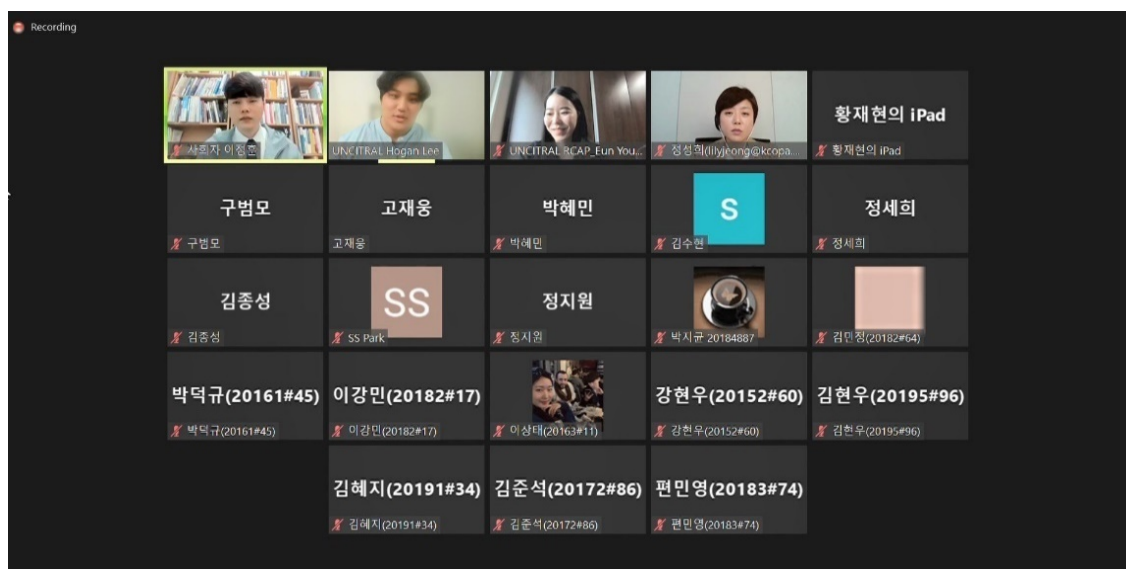 Recording
사회자 이정훈
UNCITRAL Hogan Lee
UNCITRAL RCAP_Eun You...
정성희(lilyjeong@kcopa....
황재현의 iPad
황재현의 iPad
구범모
구범모
고재웅
고재웅
박혜민
박혜민
S
김수현
정세희
정세희
김종성
김종성
SS
SS Park
정지원
정지원
박지균 20184887
김민정(20182#64)
박덕규(20161#45)
박덕규(20161#45)
이강민(20182#17)
이강민(20182#17)
이상태(20163#11)
강현우(20152#60)
강현우(20152#60)
김현우(20195#96)
김현우(20195#96)
김혜지(20191#34)
김혜지(20191#34)
김준석(20172#86)
김준석(20172#86)
편민영(20183#74)
편민영(20183#74)